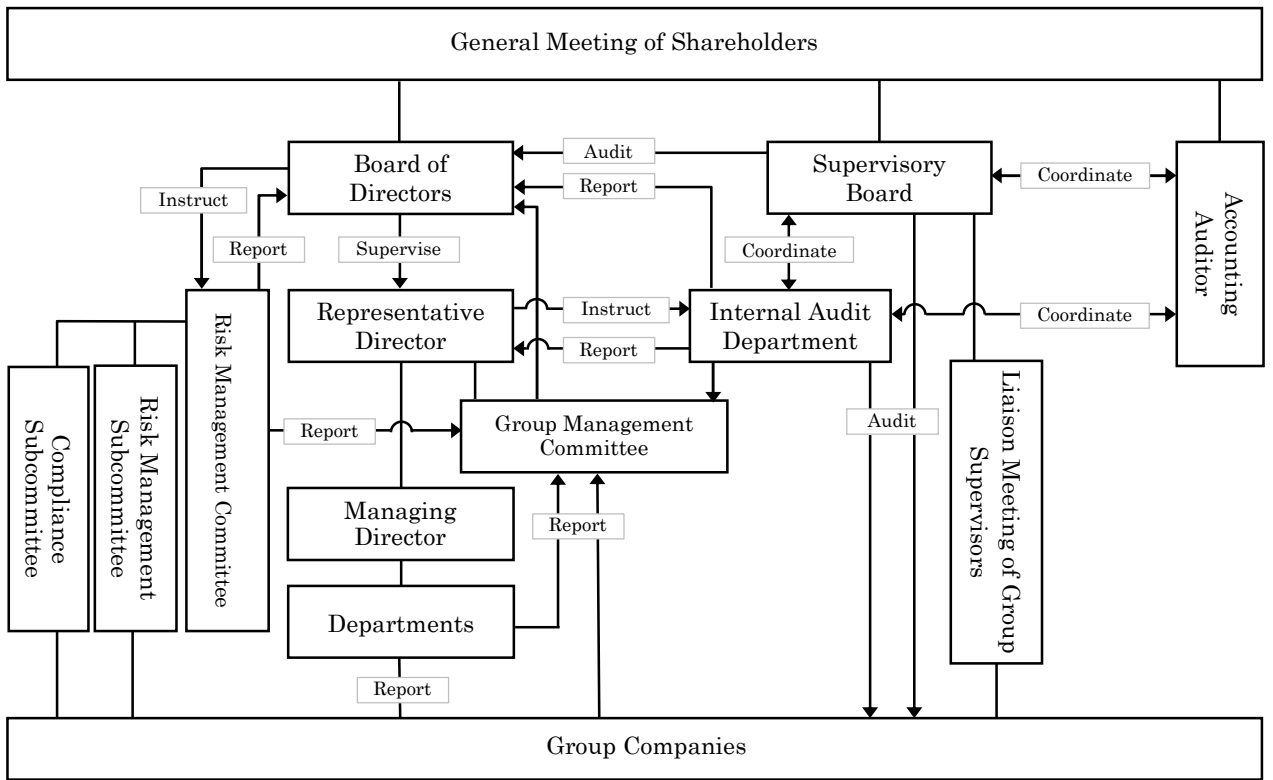 General Meeting of Shareholders
Board of
Directors
Audit
Supervisory
Board
Coordinate
Accounting
Auditor
Report
Instruct
Report
Supervise
Coordinate
Risk Management Committee
Representative
Director
Instruct
Internal Audit
Department
Coordinate
Report
Compliance
Subcommittee
Risk Management
Subcommittee
Report
Group Management
Committee
Audit
Liaison Meeting of Group
Supervisors
Managing
Director
Report
Departments
Report
Group Companies